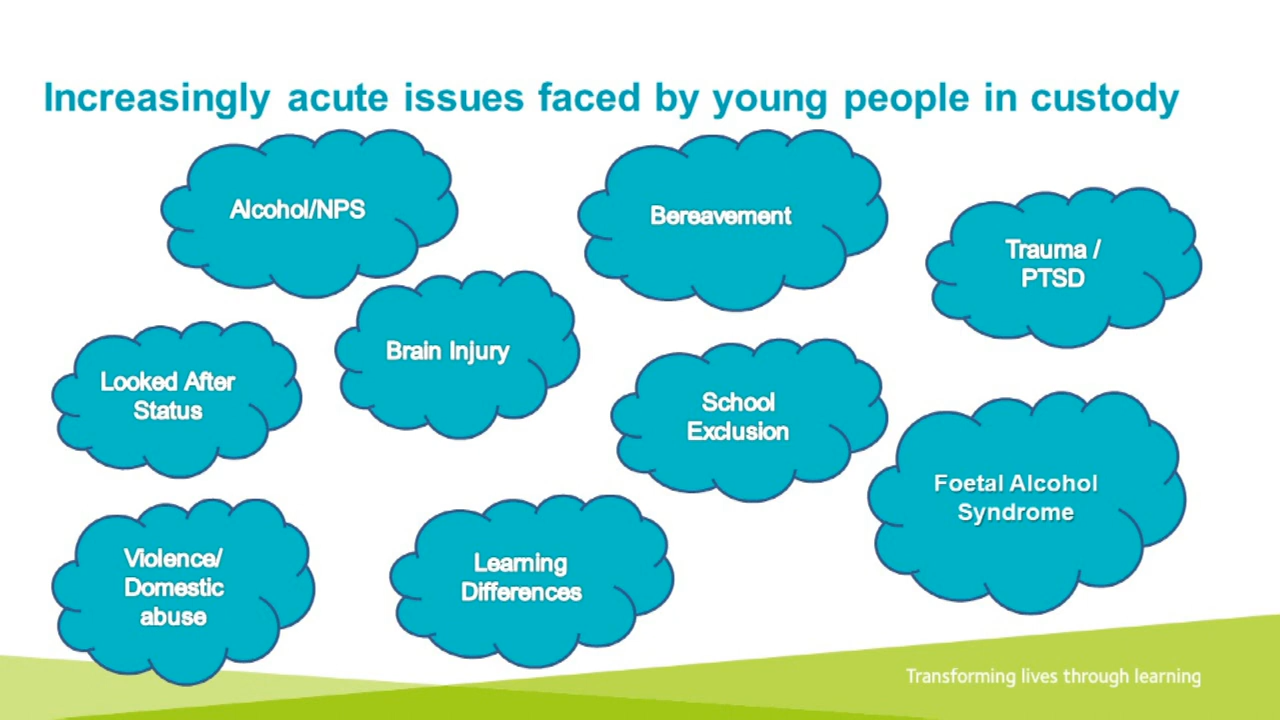 Increasingly acute issues faced by young people in custody
Alcohol/NPS
Bereavement
Trauma /
PTSD
Brain Injury
Looked After
Status
School
Exclusion
Foetal Alcohol
Syndrome
Violence/
Domestic
abuse
Learning
Differences
Transforming lives through learning